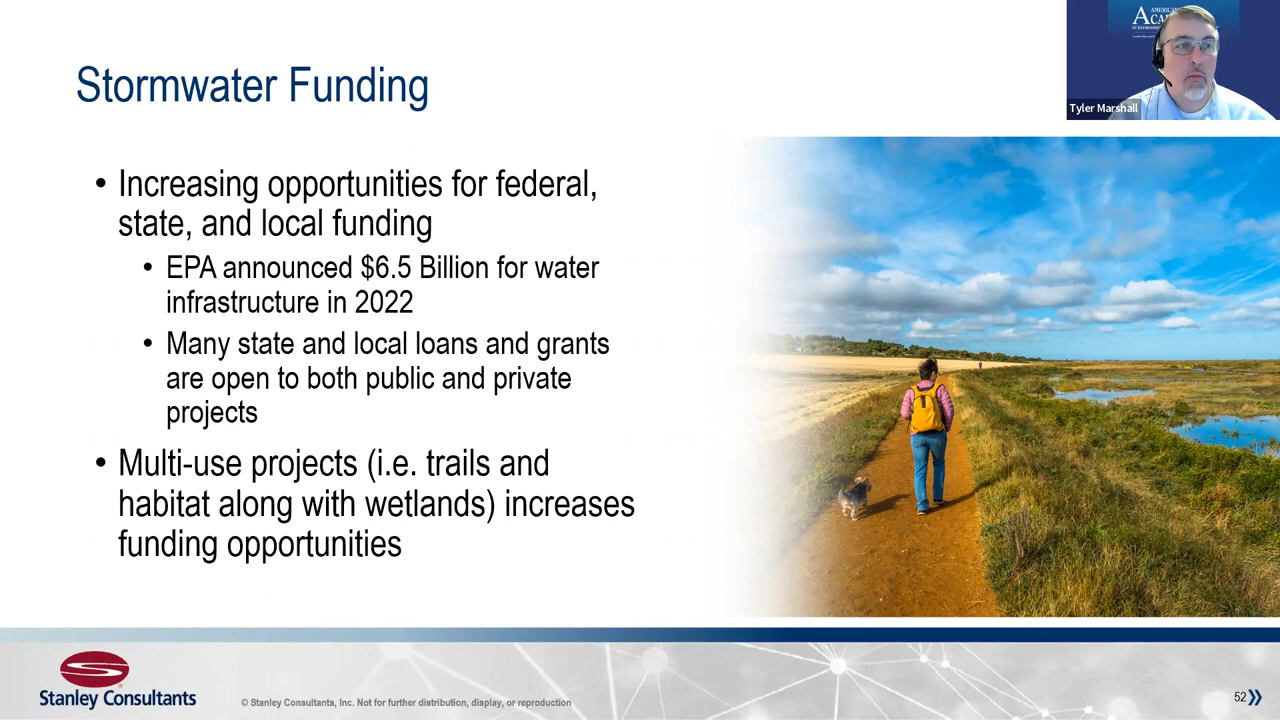 Stormwater Funding
AMERICAN
Tyler Marshall
• Increasing opportunities for federal,
state, and local funding
• EPA announced $6.5 Billion for water
infrastructure in 2022
• Many state and local loans and grants
are open to both public and private
projects
• Multi-use projects (i.e. trails and
habitat along with wetlands) increases
funding opportunities
Stanley Consultants
© Stanley Consultants, Inc. Not for further distribution, display, or reproduction
52